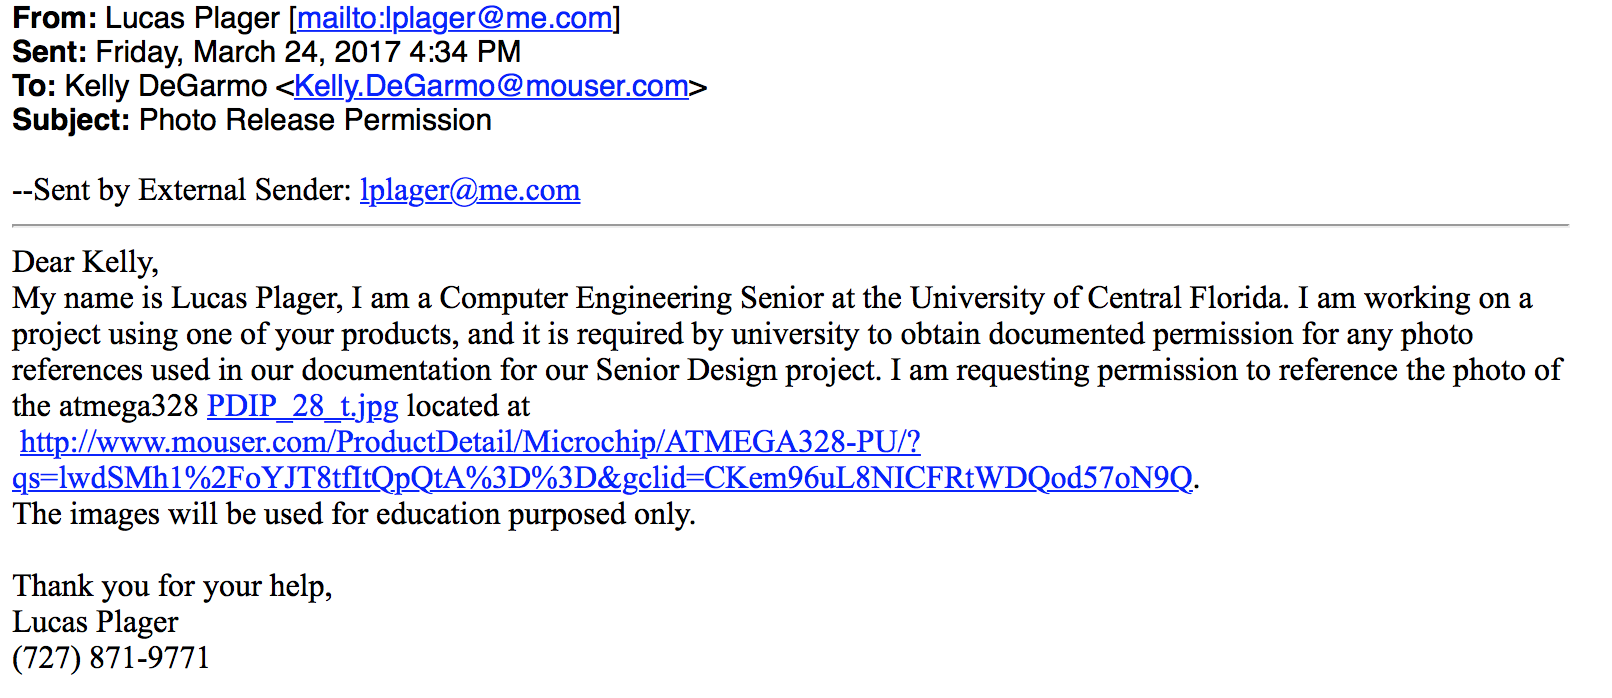 From: Lucas Plager [mailto:lplager@me.com]
Sent: Friday, March 24, 2017 4:34 PM
To: Kelly DeGarmo <Kelly.DeGarmo@mouser.com>
Subject: Photo Release Permission
--Sent by External Sender: lplager@me.com
Dear Kelly,
My name is Lucas Plager, I am a Computer Engineering Senior at the University of Central Florida. I am working on a
project using one of your products, and it is required by university to obtain documented permission for any photo
references used in our documentation for our Senior Design project. I am requesting permission to reference the photo of
the atmega328 PDIP_28_t.jpg located at
http://www.mouser.com/ProductDetail/Microchip/ATMEGA328-PU/?
qs=lwdSMh1%2FoYJT8tfItQpQtA%3D%3D&gclid=CKem96uL8NICFRtWDQod57oN9Q.
The images will be used for education purposed only.
Thank you for your help,
Lucas Plager
(727) 871-9771